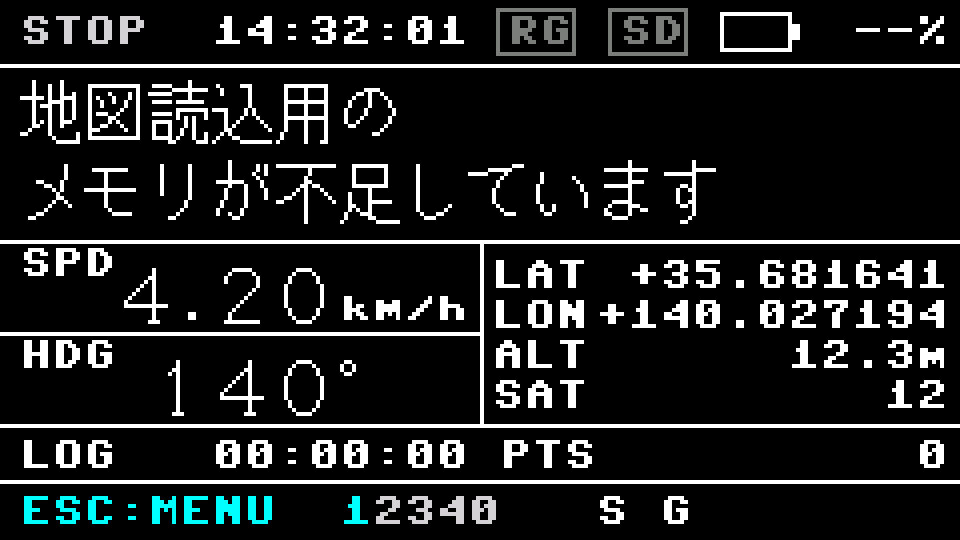 STOP 14:32:01 RG SD --%
地図読込用の
メモリが不足しています
SPD 4.20 km/h
HDG 140°
LAT +35.681641
LON +140.027194
ALT 12.3m
SAT 12
LOG 00:00:00 PTS 0
ESC:MENU 12340 S G